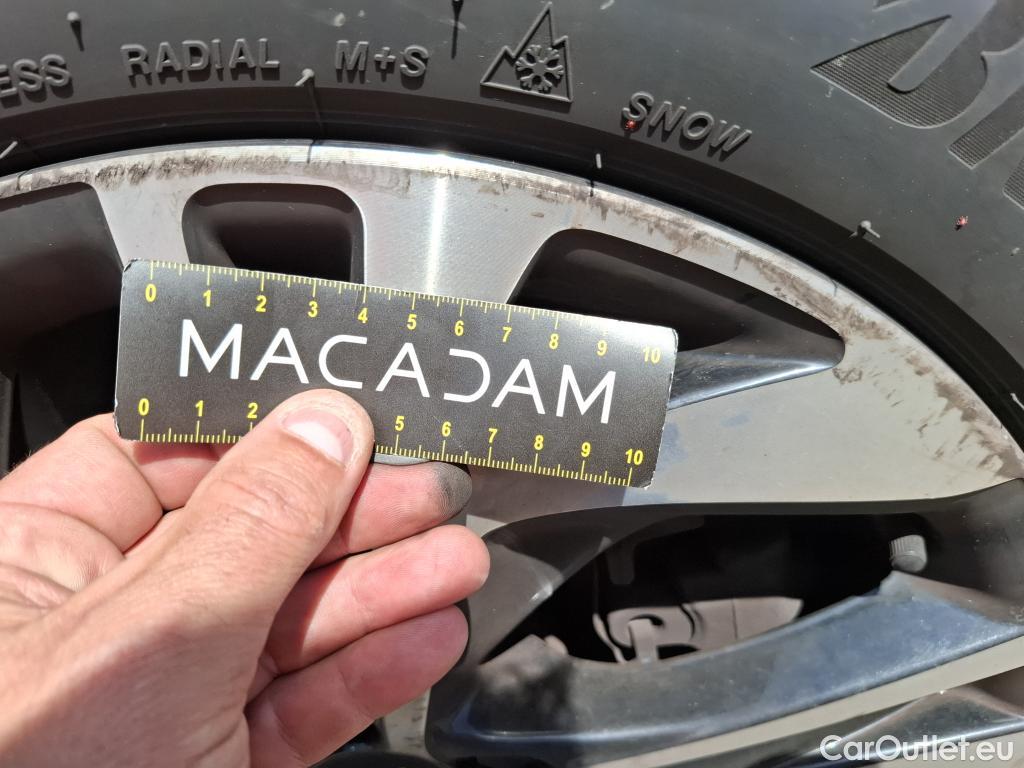 ESS RADIAL M+S
SNOW
0 1 2 3 4 5 6 7 8 9 10
MACADAM
0 1 2 5 6 7 8 9 10
CarOutlet.eu